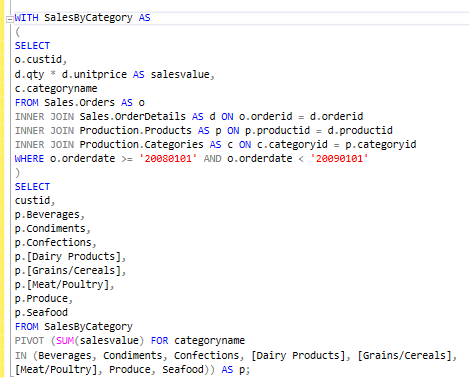 WITH SalesByCategory AS
(
SELECT
o.custid,
d.qty * d.unitprice AS salesvalue,
c.categoryname
FROM Sales.Orders AS o
INNER JOIN Sales.OrderDetails AS d ON o.orderid = d.orderid
INNER JOIN Production.Products AS p ON p.productid = d.productid
INNER JOIN Production.Categories AS c ON c.categoryid = p.categoryid
WHERE o.orderdate >= '20080101' AND o.orderdate < '20090101'
)
SELECT
custid,
p.Beverages,
p.Condiments,
p.Confections,
p.[Dairy Products],
p.[Grains/Cereals],
p.[Meat/Poultry],
p.Produce,
p.Seafood
FROM SalesByCategory
PIVOT (SUM(salesvalue) FOR categoryname
IN (Beverages, Condiments, Confections, [Dairy Products], [Grains/Cereals],
[Meat/Poultry], Produce, Seafood)) AS p;